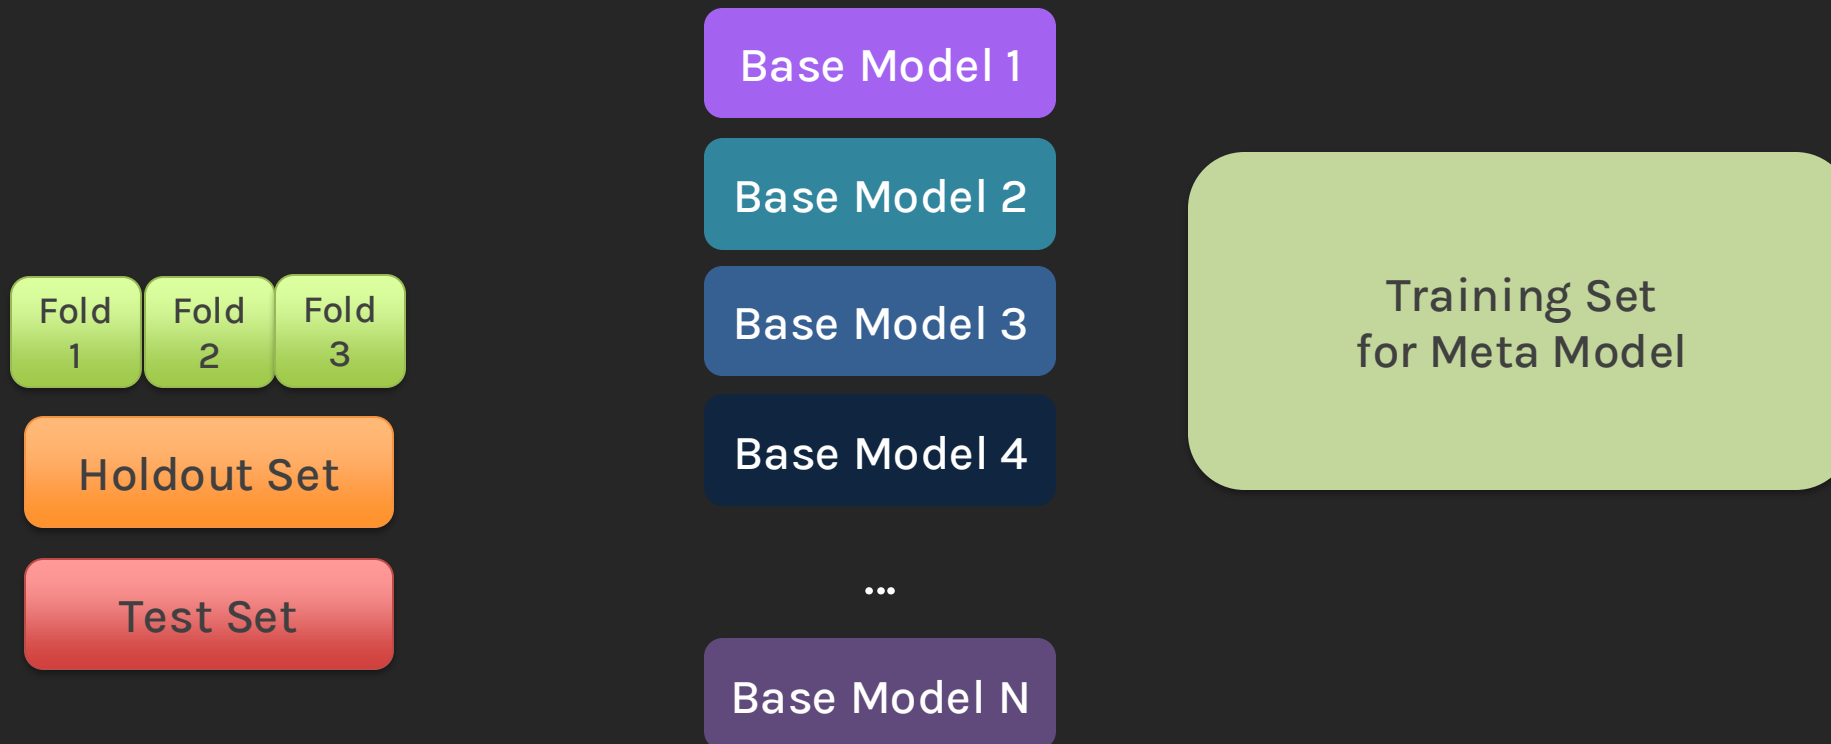 Fold
1
Fold
2
Fold
3
Holdout Set
Test Set
Base Model 1
Base Model 2
Base Model 3
Base Model 4
...
Base Model N
Training Set
for Meta Model